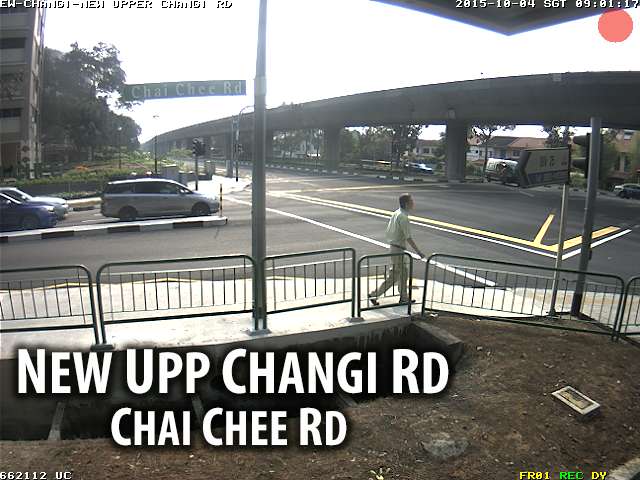 EW-CHANGI-NEW UPPER CHANGI RD
2015-10-04 SGT 09:01:17
Chai Chee Rd
NEW UPP CHANGI RD
CHAI CHEE RD
662112 UC
FR01 REC DY